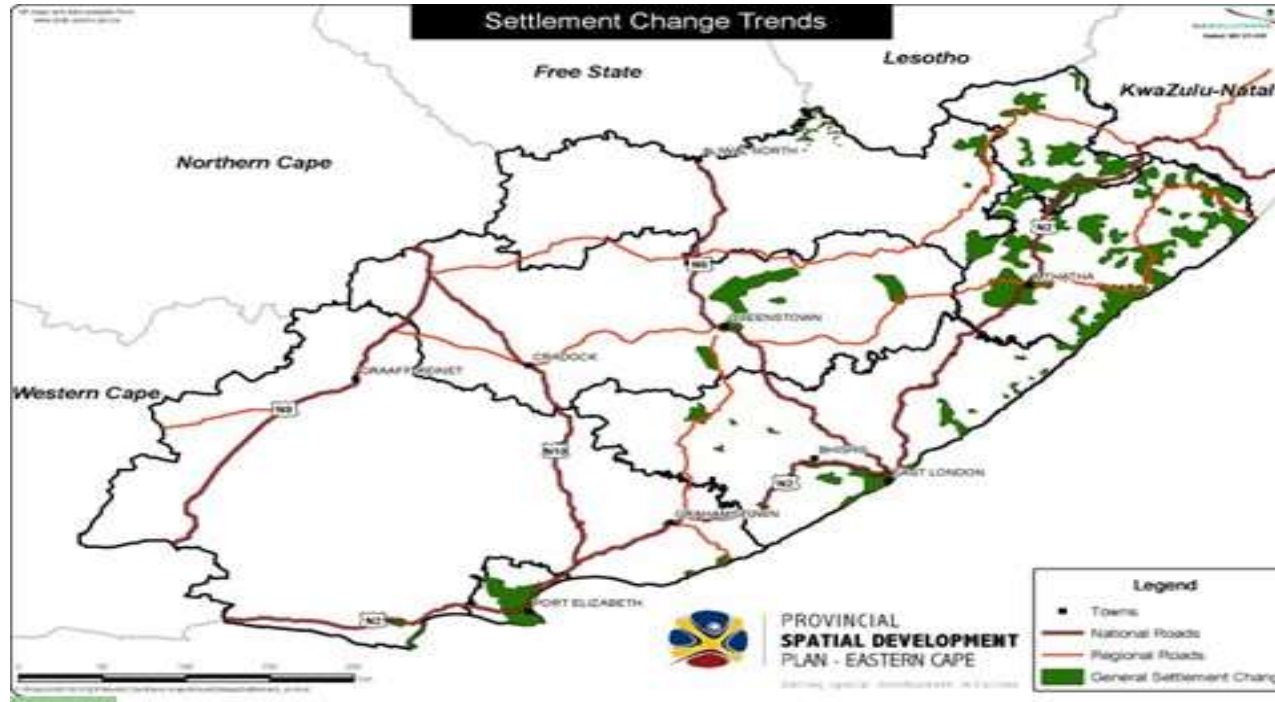 Settlement Change Trends
Lesotho
Free State
KwaZulu-Natal
Northern Cape
ALIWAL NORTH
N2
N6
MTHATHA
QUEENSTOWN
CRADOCK
GRAAFF REINET
Western Cape
N9
N10
BHISHO
EAST LONDON
N2
GRAHAMSTOWN
PORT ELIZABETH
N2
Legend
Towns
National Roads
Regional Roads
General Settlement Chang
PROVINCIAL
SPATIAL DEVELOPMENT
PLAN - EASTERN CAPE